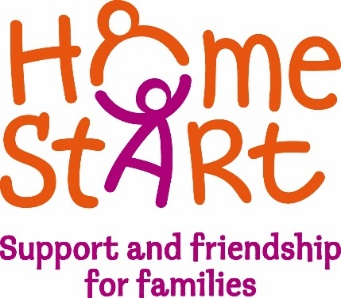 HOme
StARt
Support and friendship
for families